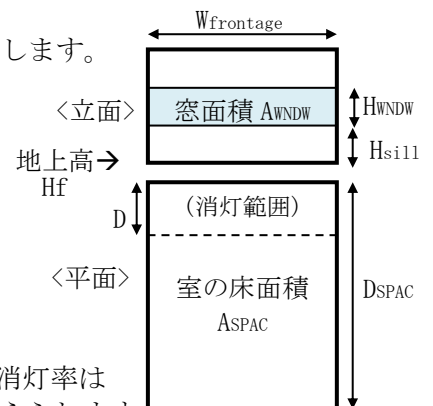 Wfrontage
します。
<立面>
窓面積 AWNDW
HWNDW
Hsill
地上高→
Hf
D
(消灯範囲)
<平面>
室の床面積
ASPAC
DSPAC
消灯率は